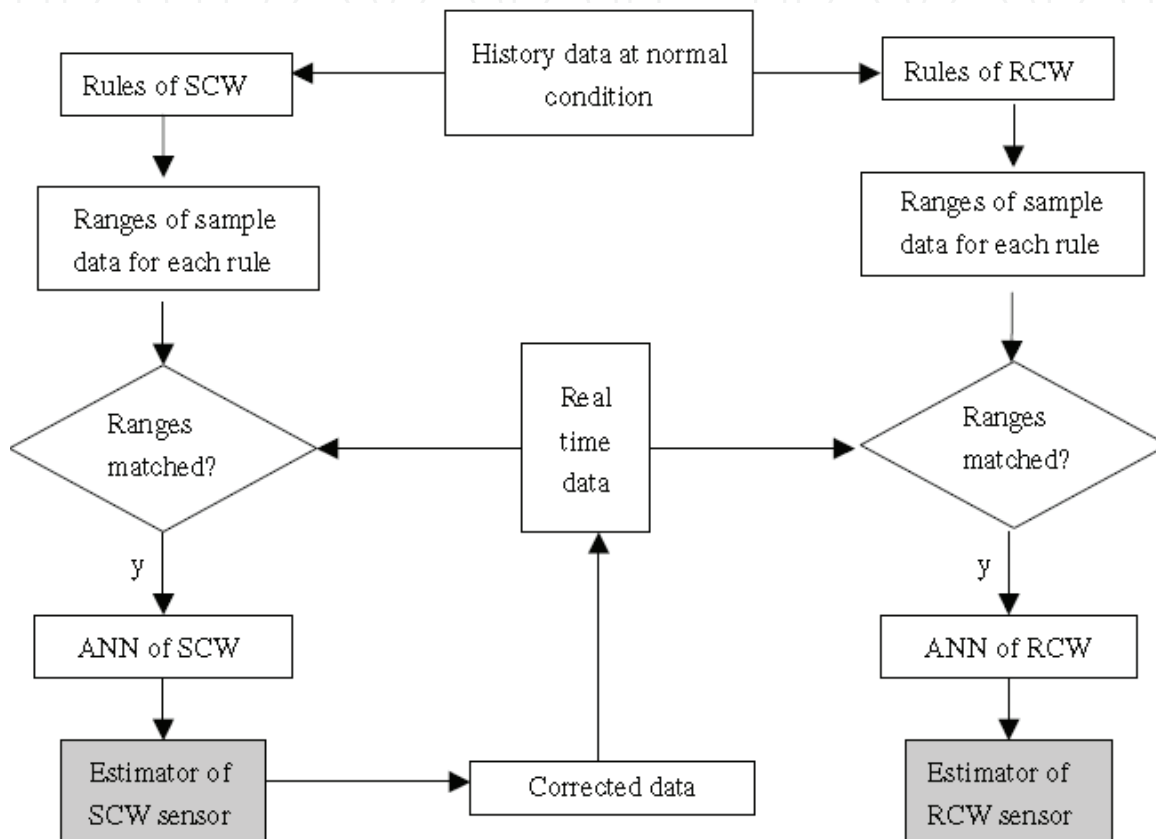 History data at normal
condition
Rules of SCW
Rules of RCW
Ranges of sample
data for each rule
Ranges of sample
data for each rule
Ranges
matched?
Real
time
data
Ranges
matched?
y
y
ANN of SCW
ANN of RCW
Estimator of
SCW sensor
Corrected data
Estimator of
RCW sensor